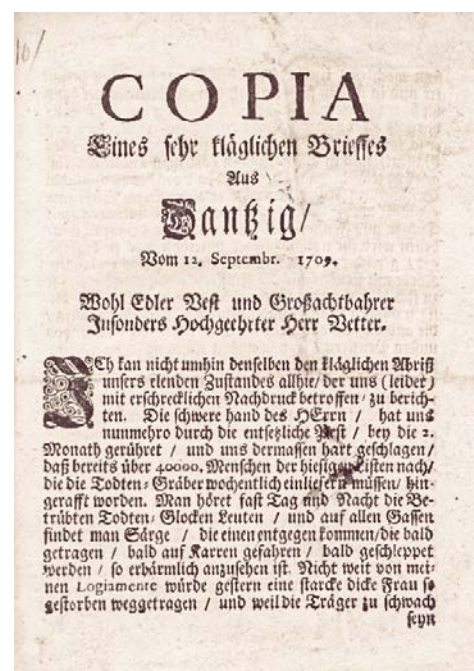 10/
COPIA
Eines sehr kläglichen Brieffes
Aus
Dantzig/
Vom 12. Septembr. 1709.
Wohl Edler Vest und Großachtbahrer
Insonders Hochgeehrter Herr Vetter.
ICh kan nicht umhin denselben den kläglichen Abriß
unsers elenden Zustandes allhie/ der uns (leider)
mit erschrecklichen Nachdruck betroffen/ zu berich-
ten. Die schwere hand des HErrn / hat uns
nunmehro durch die entsetzliche Pest / bey die 2.
Monath gerühret / und uns dermassen hart geschlagen/
daß bereits über 40000. Menschen der hiesigen Listen nach/
die die Todten-Gräber wochentlich einliefern müssen/ hin-
gerafft worden. Man höret fast Tag und Nacht die Be-
trübten Todten-Glocken Leuten / und auf allen Gassen
findet man Särge / die einen entgegen kommen/die bald
getragen / bald auf Karren gefahren / bald geschleppet
werden / so erbärmlich anzusehen ist. Nicht weit von mei-
nen Logiamente würde gestern eine starcke dicke Frau so
gestorben weggetragen / und weil die Träger zu schwach
seyn